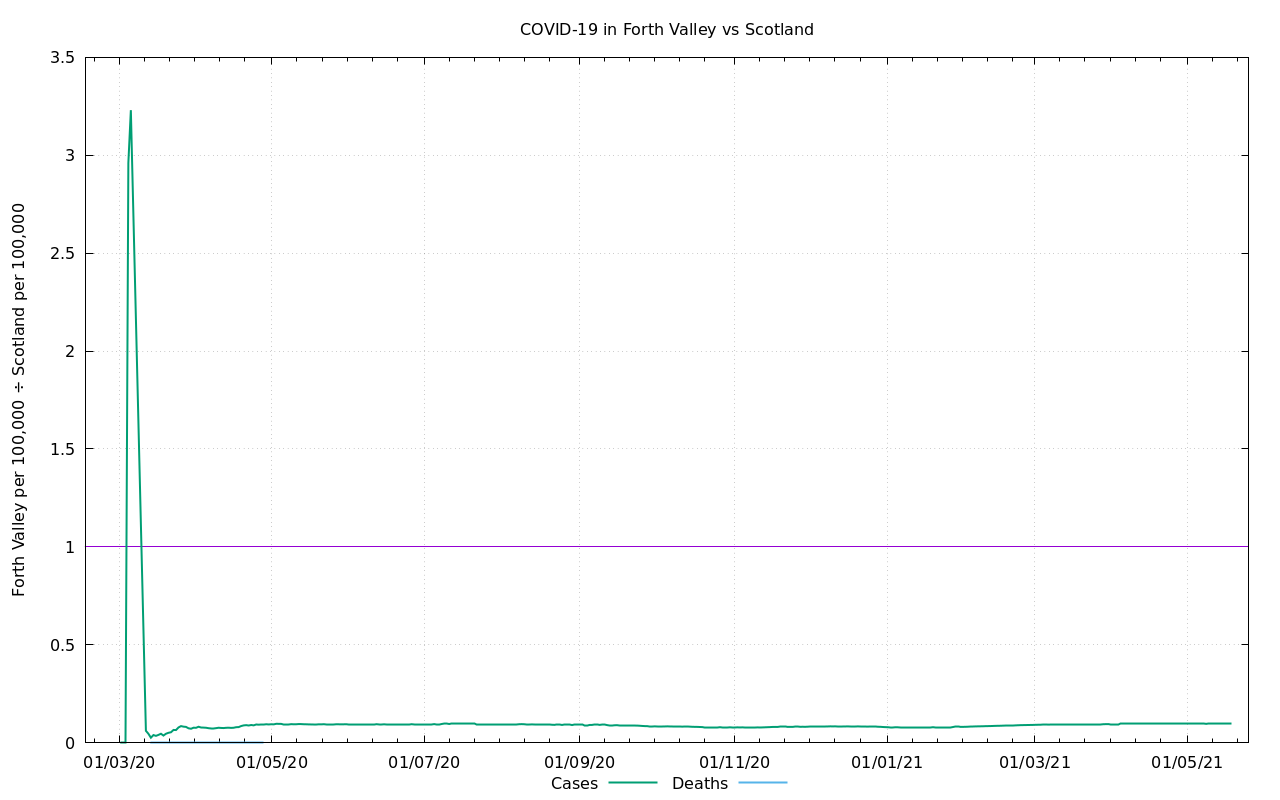 COVID-19 in Forth Valley vs Scotland
Forth Valley per 100,000 ÷ Scotland per 100,000
3.5
3
2.5
2
1.5
1
0.5
0
01/03/20 01/05/20 01/07/20 01/09/20 01/11/20 01/01/21 01/03/21 01/05/21
Cases Deaths